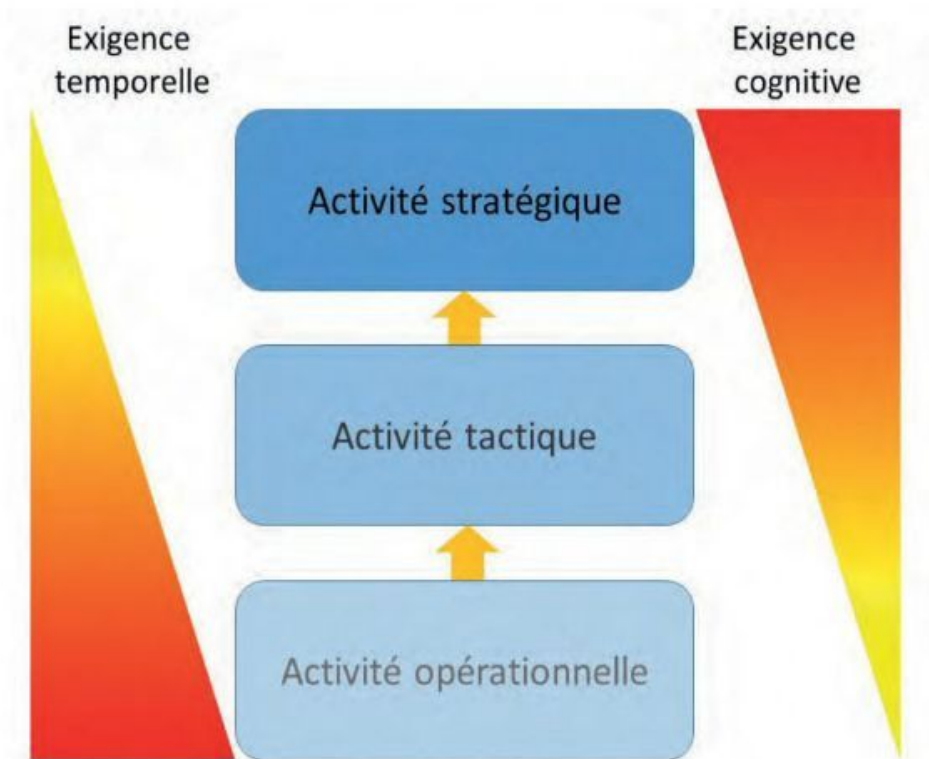 Exigence
temporelle
Exigence
cognitive
Activité stratégique
Activité tactique
Activité opérationnelle